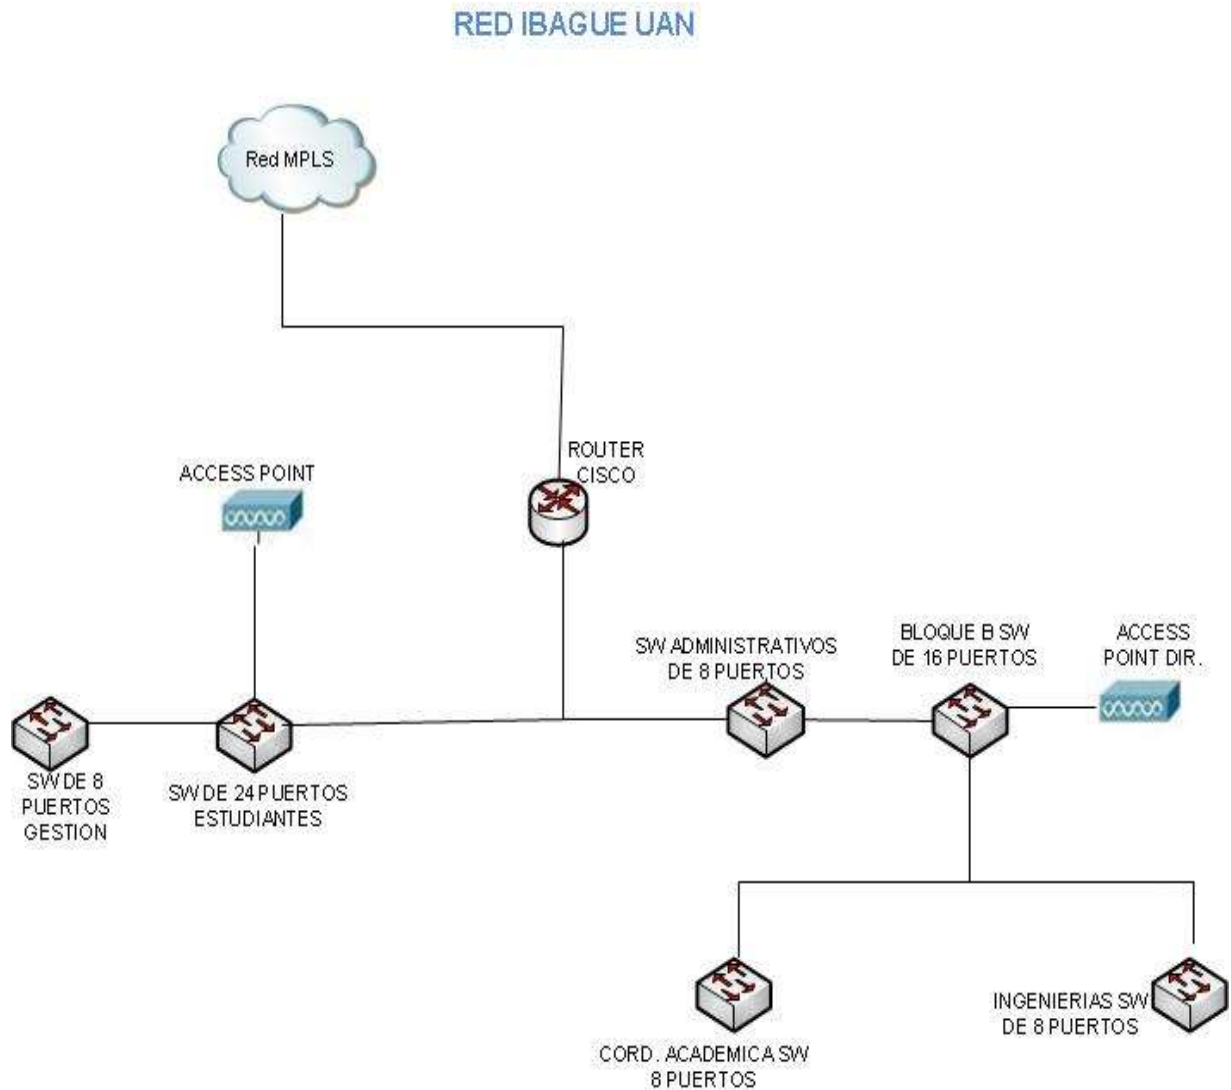 RED IBAGUE UAN
Red MPLS
ROUTER
CISCO
ACCESS POINT
SW ADMINISTRATIVOS
DE 8 PUERTOS
BLOQUE B SW
DE 16 PUERTOS
ACCESS
POINT DIR.
SW DE 8
PUERTOS
GESTION
SW DE 24 PUERTOS
ESTUDIANTES
INGENIERIAS SW
DE 8 PUERTOS
CORD. ACADEMICA SW
8 PUERTOS